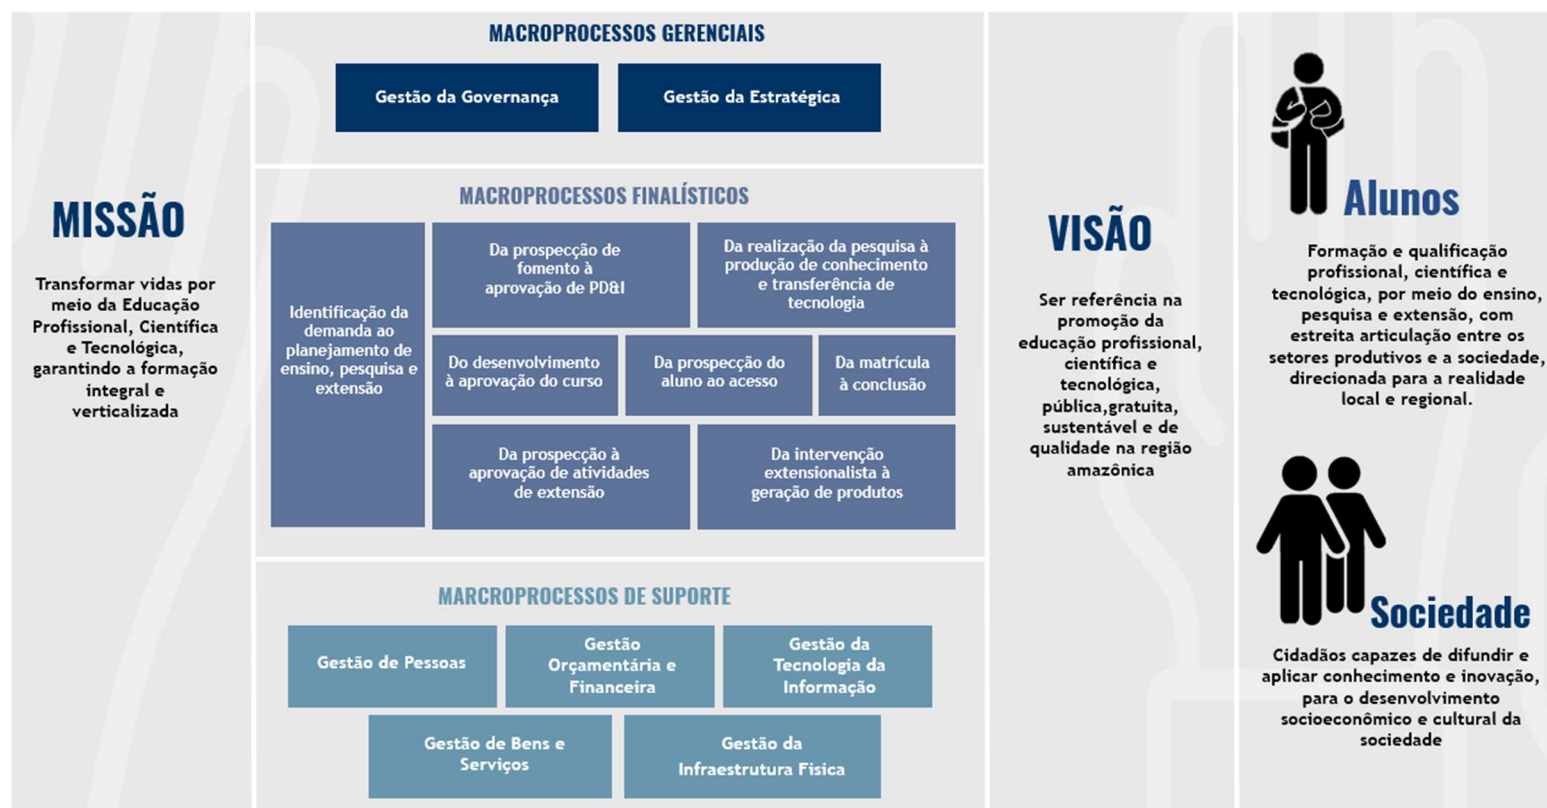 MISSÃO
Transformar vidas por
meio da Educação
Profissional, Científica
e Tecnológica,
garantindo a formação
integral e
verticalizada
MACROPROCESSOS GERENCIAIS
Gestão da Governança
Gestão da Estratégica
MACROPROCESSOS FINALÍSTICOS
Identificação da
demanda ao
planejamento de
ensino, pesquisa e
extensão
Da prospecção de
fomento à
aprovação de PD&I
Da realização da pesquisa à
produção de conhecimento
e transferência de
tecnologia
Do desenvolvimento
à aprovação do curso
Da prospecção do
aluno ao acesso
Da matrícula
à conclusão
Da prospecção à
aprovação de atividades
de extensão
Da intervenção
extensionalista à
geração de produtos
MARCROPROCESSOS DE SUPORTE
Gestão de Pessoas
Gestão
Orçamentária e
Financeira
Gestão da
Tecnologia da
Informação
Gestão de Bens e
Serviços
Gestão da
Infraestrutura Fisica
VISÃO
Ser referência na
promoção da
educação profissional,
científica e
tecnológica,
pública,gratuita,
sustentável e de
qualidade na região
amazônica
Alunos
Formação e qualificação
profissional, científica e
tecnológica, por meio do ensino,
pesquisa e extensão, com
estreita articulação entre os
setores produtivos e a sociedade,
direcionada para a realidade
local e regional.
Sociedade
Cidadãos capazes de difundir e
aplicar conhecimento e inovação,
para o desenvolvimento
socioeconômico e cultural da
sociedade